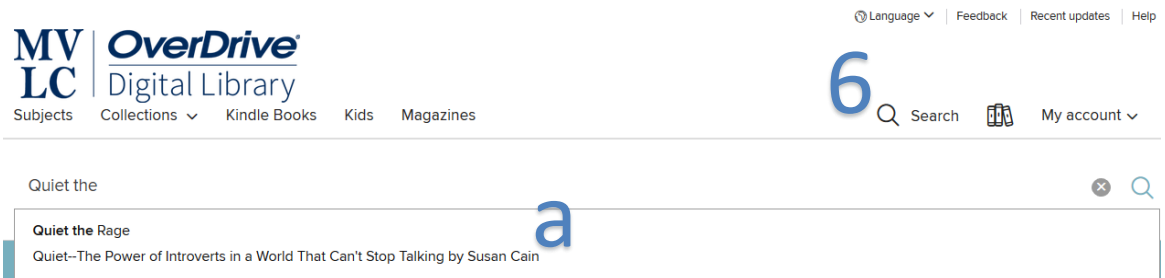 Language Feedback Recent updates Help
MV LC OverDrive Digital Library
6
Subjects Collections Kindle Books Kids Magazines Search My account
Quiet the
a
Quiet the Rage
Quiet--The Power of Introverts in a World That Can't Stop Talking by Susan Cain